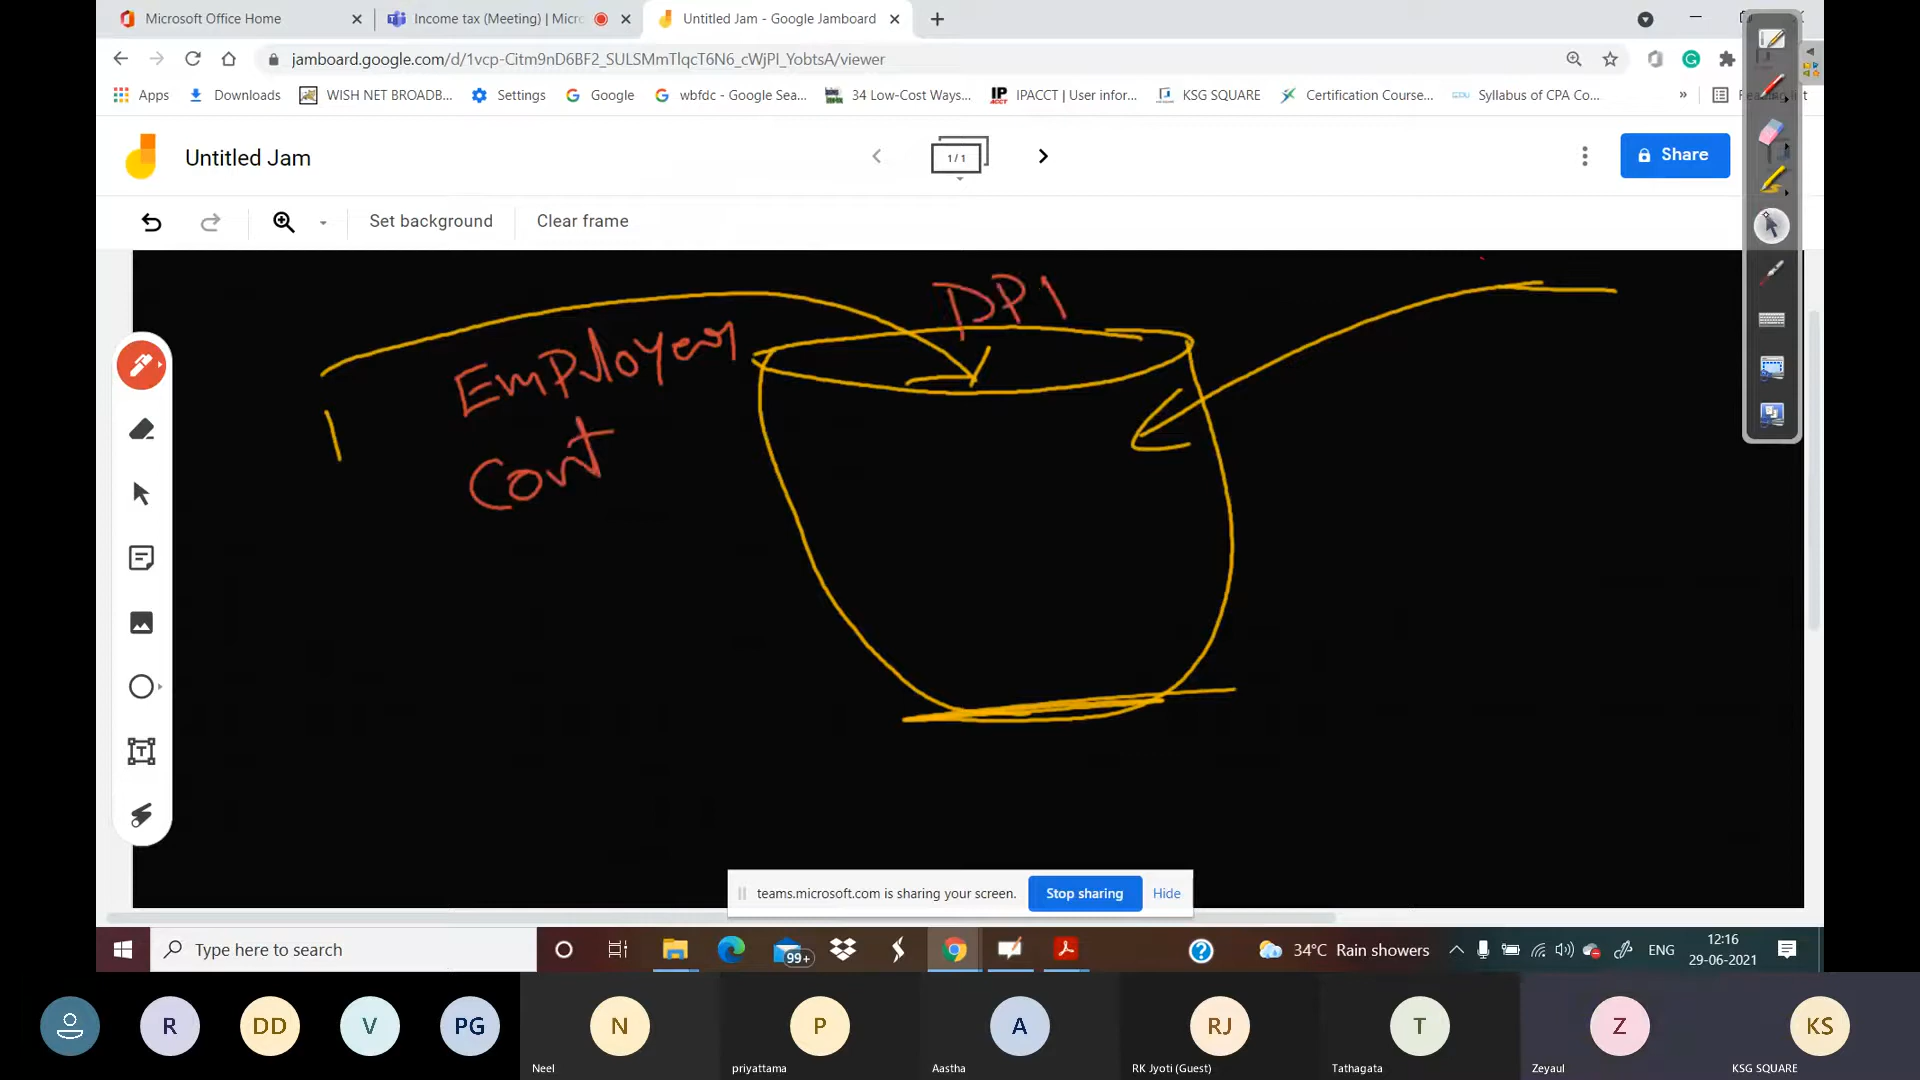 Microsoft Office Home
Income tax (Meeting) | Micro
Untitled Jam - Google Jamboard
jamboard.google.com/d/1vcp-Citm9nD6BF2_SULSMmTlqcT6N6_cWjPI_YobtsA/viewer
Apps
Downloads
WISH NET BROADB...
Settings
Google
wbfdc - Google Sea...
34 Low-Cost Ways...
IPACCT | User infor...
KSG SQUARE
Certification Course...
Syllabus of CPA Co...
»
Reading list
Untitled Jam
1 / 1
Share
Set background
Clear frame
DP1
Employer
Cont
teams.microsoft.com is sharing your screen.
Stop sharing
Hide
Type here to search
99+
34°C Rain showers
ENG
12:16
29-06-2021
R
DD
V
PG
N
P
A
RJ
T
Z
KS
Neel
priyattama
Aastha
RK Jyoti (Guest)
Tathagata
Zeyaul
KSG SQUARE